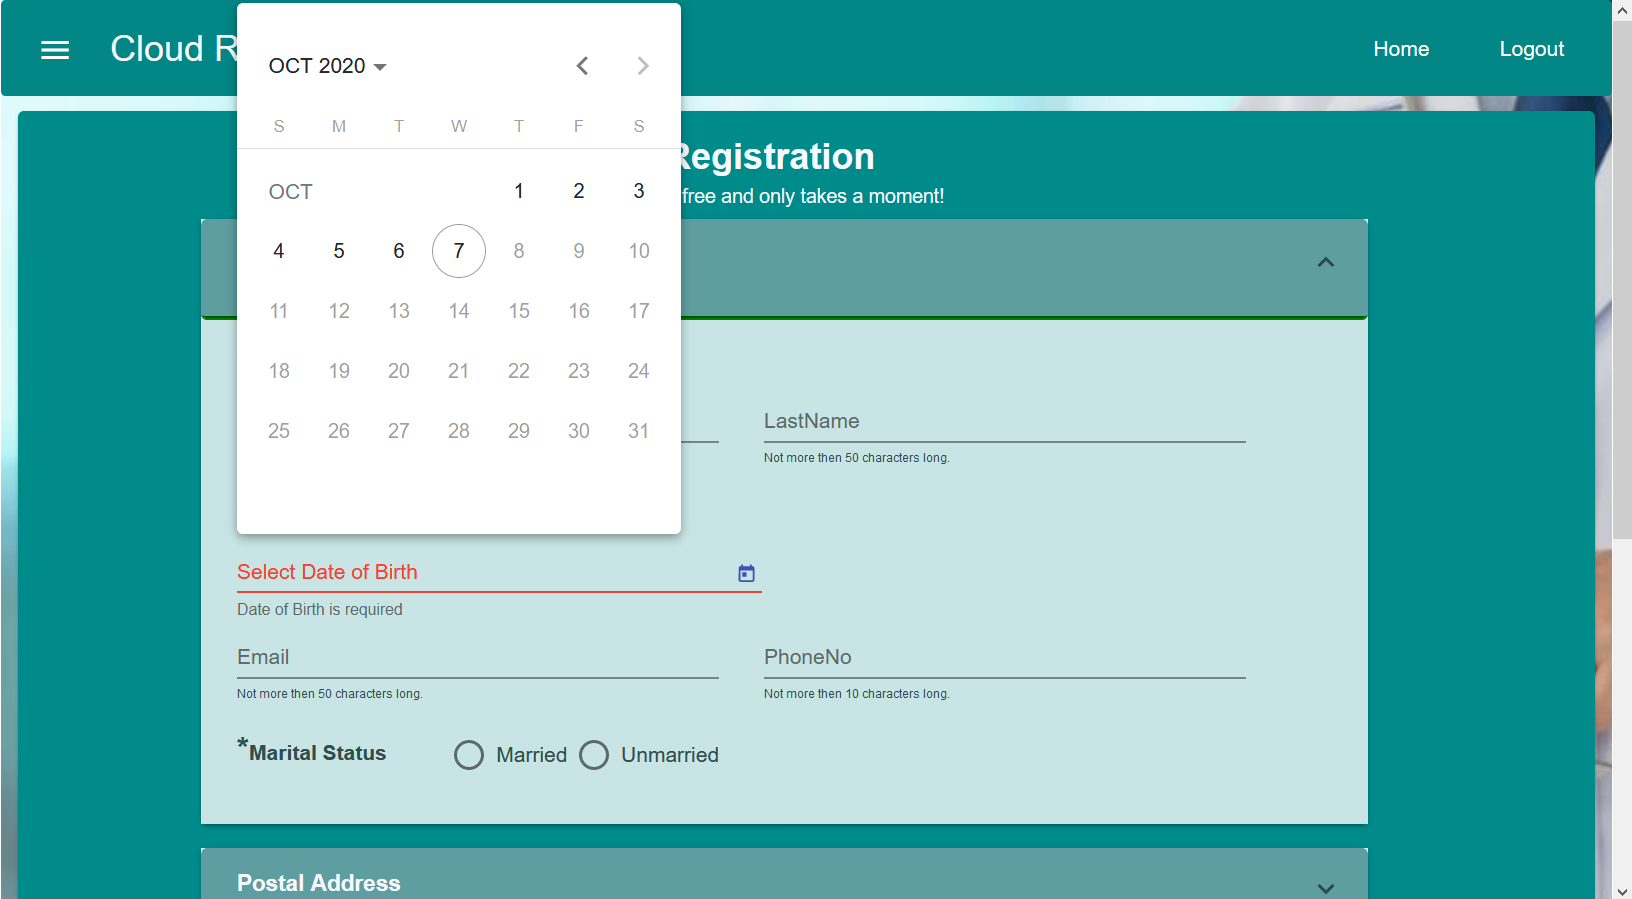 Cloud R
Home
Logout
OCT 2020
S M T W T F S
OCT 1 2 3
4 5 6 7 8 9 10
11 12 13 14 15 16 17
18 19 20 21 22 23 24
25 26 27 28 29 30 31
Registration
free and only takes a moment!
LastName
Not more then 50 characters long.
Select Date of Birth
Date of Birth is required
Email
Not more then 50 characters long.
PhoneNo
Not more then 10 characters long.
*Marital Status
Married
Unmarried
Postal Address